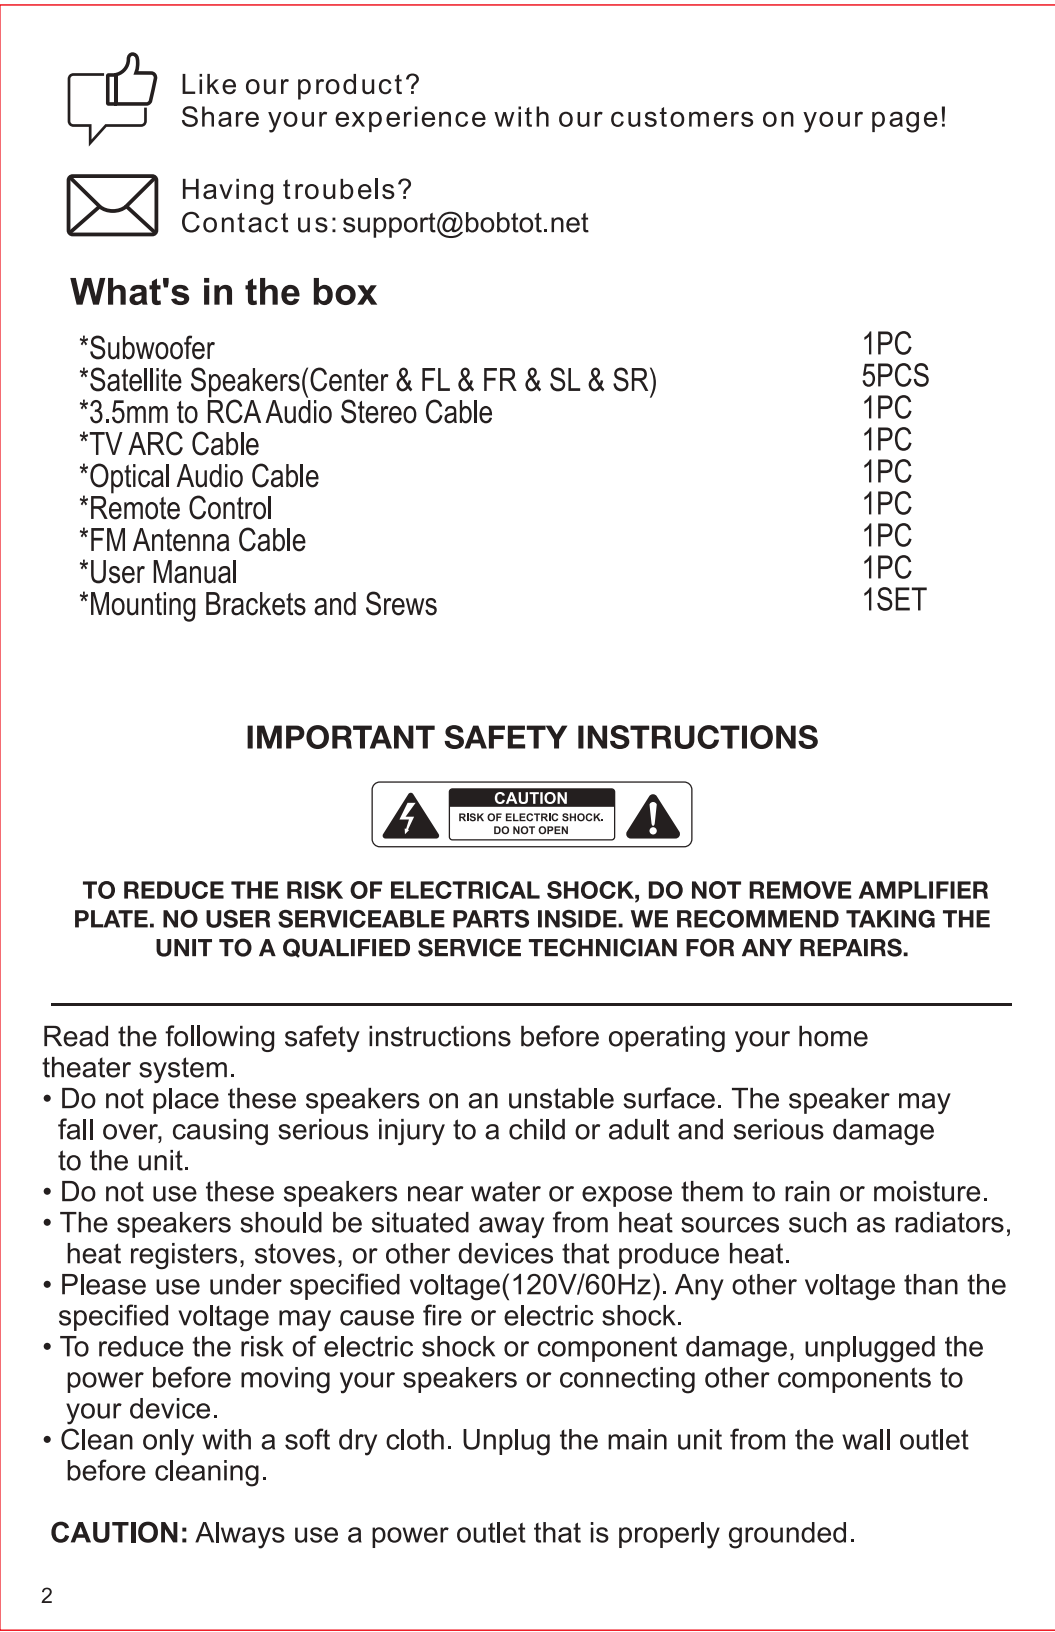 Like our product?
Share your experience with our customers on your page!
Having troubels?
Contact us: support@bobtot.net
What's in the box
*Subwoofer 1PC
*Satellite Speakers(Center & FL & FR & SL & SR) 5PCS
*3.5mm to RCA Audio Stereo Cable 1PC
*TV ARC Cable 1PC
*Optical Audio Cable 1PC
*Remote Control 1PC
*FM Antenna Cable 1PC
*User Manual 1PC
*Mounting Brackets and Srews 1SET
IMPORTANT SAFETY INSTRUCTIONS
CAUTION
RISK OF ELECTRIC SHOCK.
DO NOT OPEN
TO REDUCE THE RISK OF ELECTRICAL SHOCK, DO NOT REMOVE AMPLIFIER
PLATE. NO USER SERVICEABLE PARTS INSIDE. WE RECOMMEND TAKING THE
UNIT TO A QUALIFIED SERVICE TECHNICIAN FOR ANY REPAIRS.
Read the following safety instructions before operating your home
theater system.
• Do not place these speakers on an unstable surface. The speaker may
fall over, causing serious injury to a child or adult and serious damage
to the unit.
• Do not use these speakers near water or expose them to rain or moisture.
• The speakers should be situated away from heat sources such as radiators,
heat registers, stoves, or other devices that produce heat.
• Please use under specified voltage(120V/60Hz). Any other voltage than the
specified voltage may cause fire or electric shock.
• To reduce the risk of electric shock or component damage, unplugged the
power before moving your speakers or connecting other components to
your device.
• Clean only with a soft dry cloth. Unplug the main unit from the wall outlet
before cleaning.
CAUTION: Always use a power outlet that is properly grounded.
2